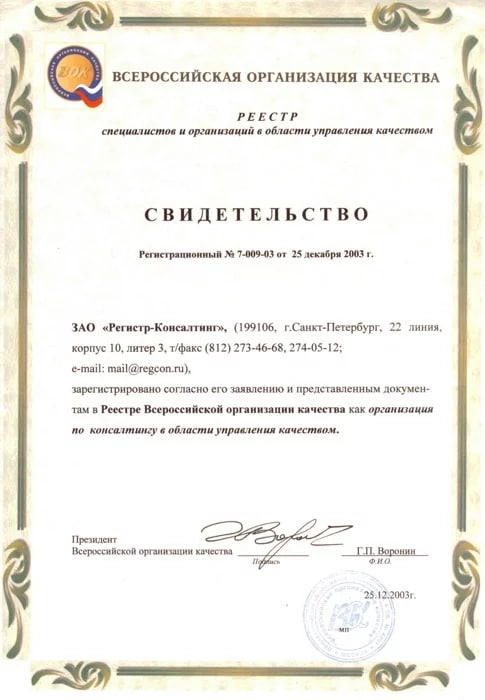 ВОК
ВСЕРОССИЙСКАЯ ОРГАНИЗАЦИЯ КАЧЕСТВА
РЕЕСТР
специалистов и организаций в области управления качеством
СВИДЕТЕЛЬСТВО
Регистрационный № 7-009-03 от 25 декабря 2003 г.
ЗАО «Регистр-Консалтинг», (199106, г.Санкт-Петербург, 22 линия,
корпус 10, литер 3, т/факс (812) 273-46-68, 274-05-12;
e-mail: mail@regcon.ru),
зарегистрировано согласно его заявлению и представленным докумен-
там в Реестре Всероссийской организации качества как организация
по консалтингу в области управления качеством.
Президент
Всероссийской организации качества
Г.П. Воронин
Подпись
Ф.И.О.
25.12.2003г.
МП